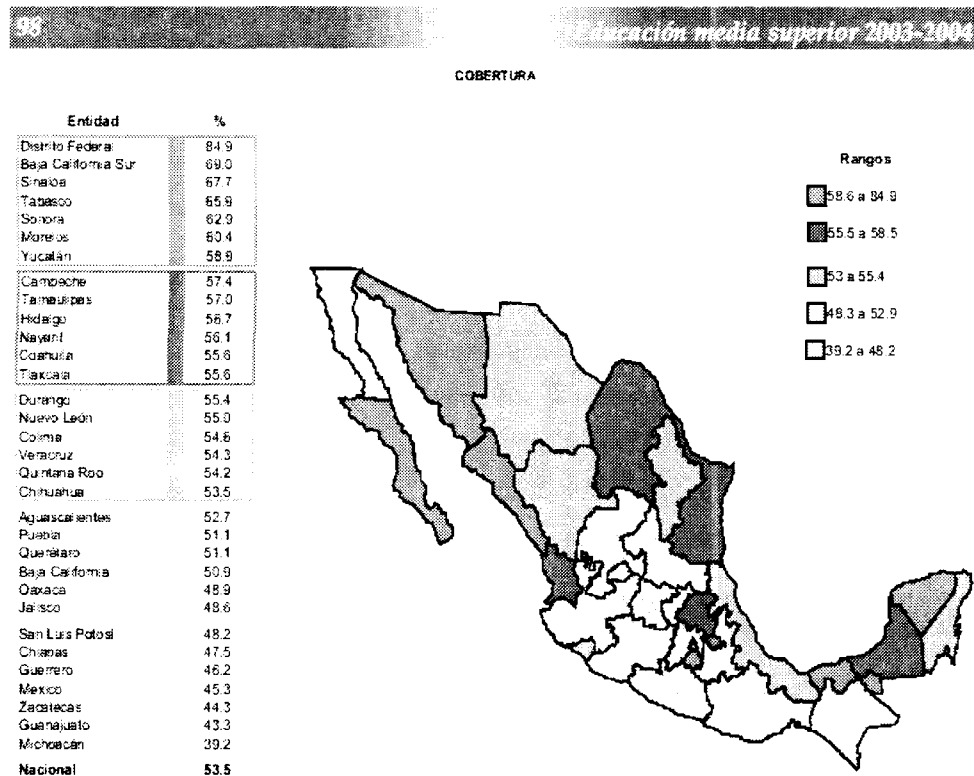 98
Educación media superior 2003-2004
COBERTURA
Entidad %
Distrito Federal 84.9
Baja California Sur 69.0
Sinaloa 67.7
Tabasco 65.9
Sonora 62.9
Morelos 60.4
Yucatán 58.9
Campeche 57.4
Tamaulipas 57.0
Hidalgo 56.7
Nayarit 56.1
Coahuila 55.6
Tlaxcala 55.6
Durango 55.4
Nuevo León 55.0
Colima 54.6
Veracruz 54.3
Quintana Roo 54.2
Chihuahua 53.5
Aguascalientes 52.7
Puebla 51.1
Querétaro 51.1
Baja California 50.9
Oaxaca 48.9
Jalisco 48.6
San Luis Potosí 48.2
Chiapas 47.5
Guerrero 46.2
Mexico 45.3
Zacatecas 44.3
Guanajuato 43.3
Michoacán 39.2
Nacional 53.5
Rangos
58.6 a 84.9
55.5 a 58.5
53 a 55.4
48.3 a 52.9
39.2 a 48.2